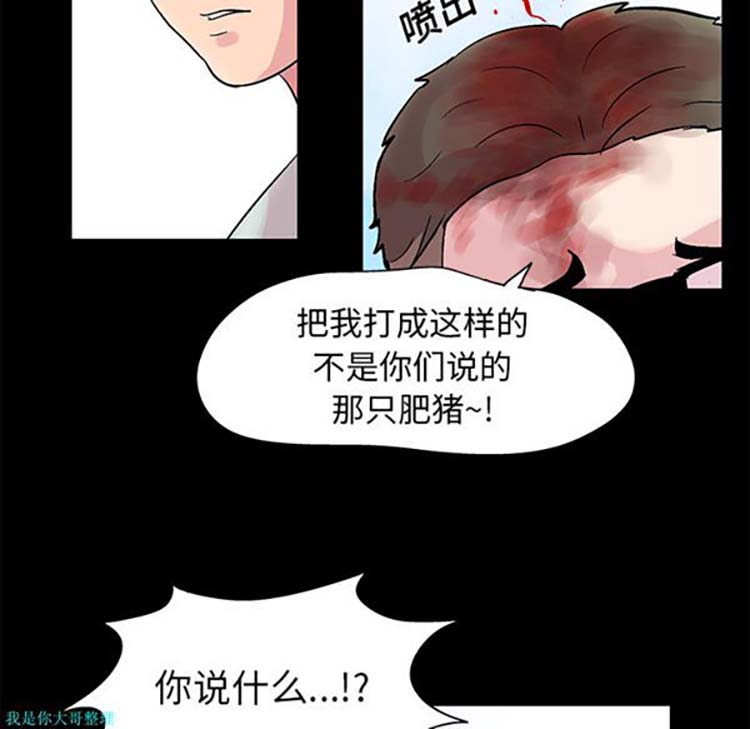 喷出
把我打成这样的
不是你们说的
那只肥猪~!
你说什么...!?
我是你大哥整理